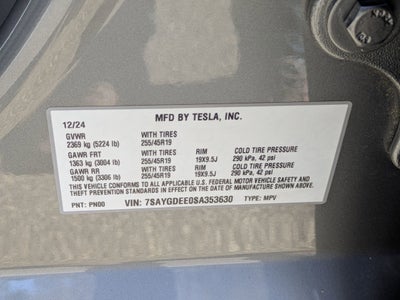 MFD BY TESLA, INC.
12/24
GVWR WITH TIRES
2369 kg (5224 lb) 255/45R19
GAWR FRT WITH TIRES RIM COLD TIRE PRESSURE
1363 kg (3004 lb) 255/45R19 19X9.5J 290 kPa, 42 psi
GAWR RR WITH TIRES RIM COLD TIRE PRESSURE
1500 kg (3306 lb) 255/45R19 19X9.5J 290 kPa, 42 psi
THIS VEHICLE CONFORMS TO ALL APPLICABLE U.S. FEDERAL MOTOR VEHICLE SAFETY AND
THEFT PREVENTION STANDARDS IN EFFECT ON THE DATE OF MANUFACTURE SHOWN ABOVE.
PNT: PN00 VIN: 7SAYGDEE0SA353630 TYPE: MPV